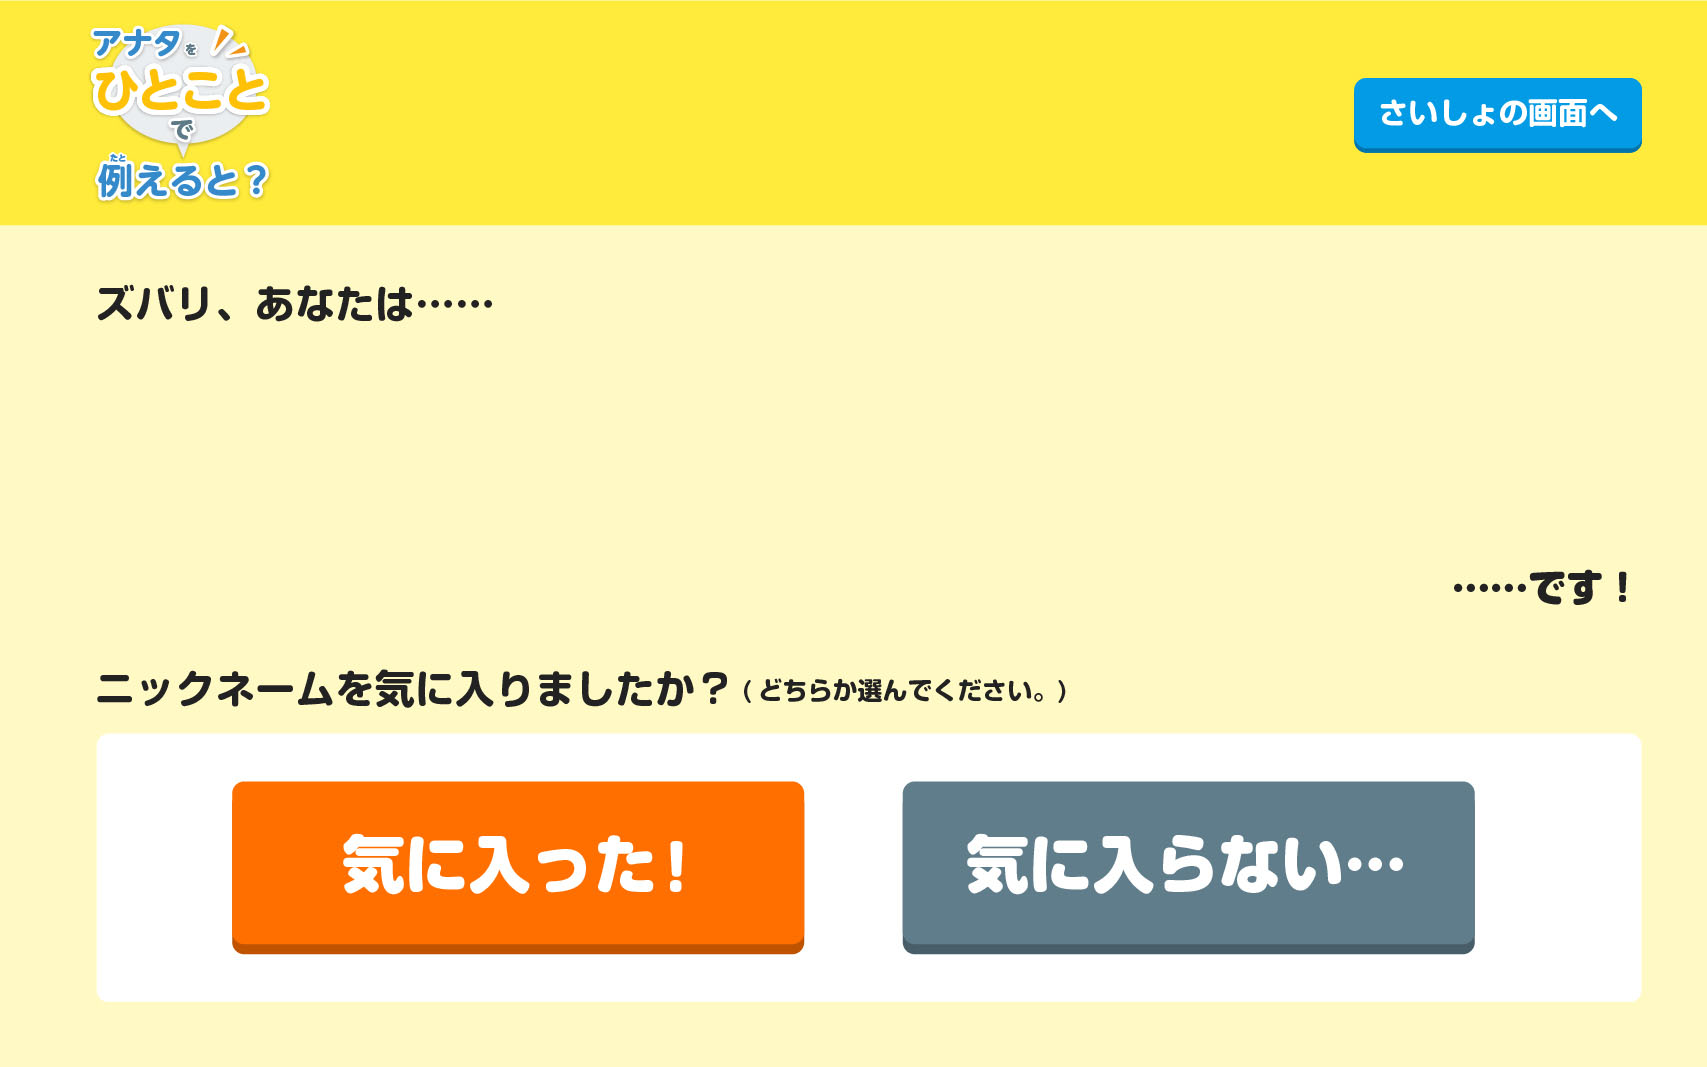 アナタを
ひとこと
で
たと
例えると？
さいしょの画面へ
ズバリ、あなたは……
……です！
ニックネームを気に入りましたか？（どちらか選んでください。）
気に入った！
気に入らない…